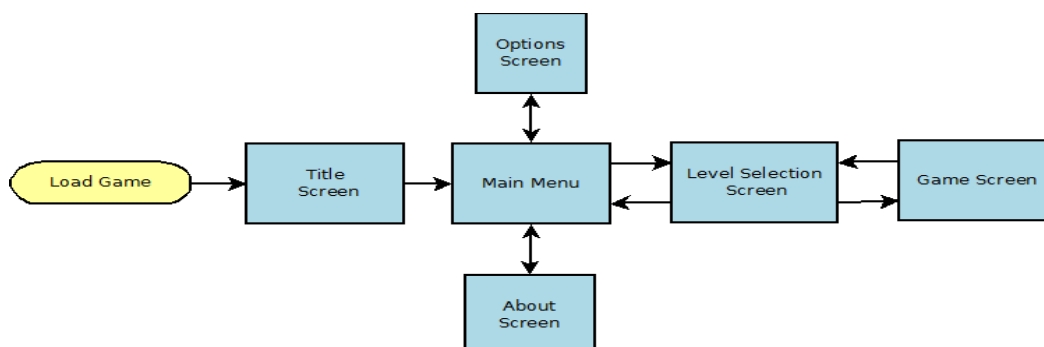 Options
Screen
Load Game
Title
Screen
Main Menu
Level Selection
Screen
Game Screen
About
Screen